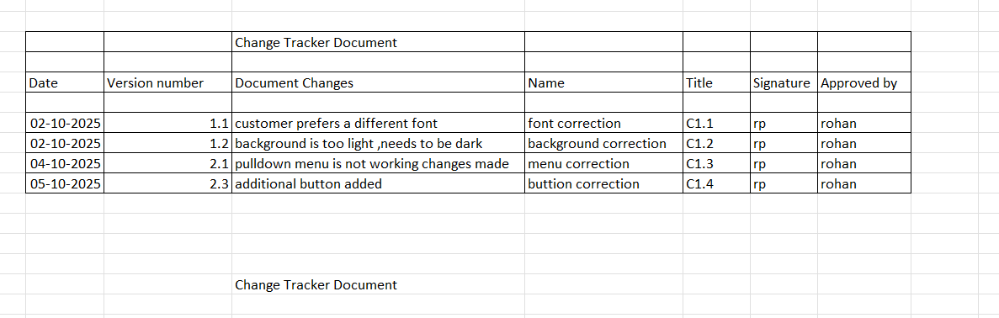 Change Tracker Document
Date Version number Document Changes Name Title Signature Approved by
02-10-2025 1.1 customer prefers a different font font correction C1.1 rp rohan
02-10-2025 1.2 background is too light ,needs to be dark background correction C1.2 rp rohan
04-10-2025 2.1 pulldown menu is not working changes made menu correction C1.3 rp rohan
05-10-2025 2.3 additional button added buttion correction C1.4 rp rohan
Change Tracker Document